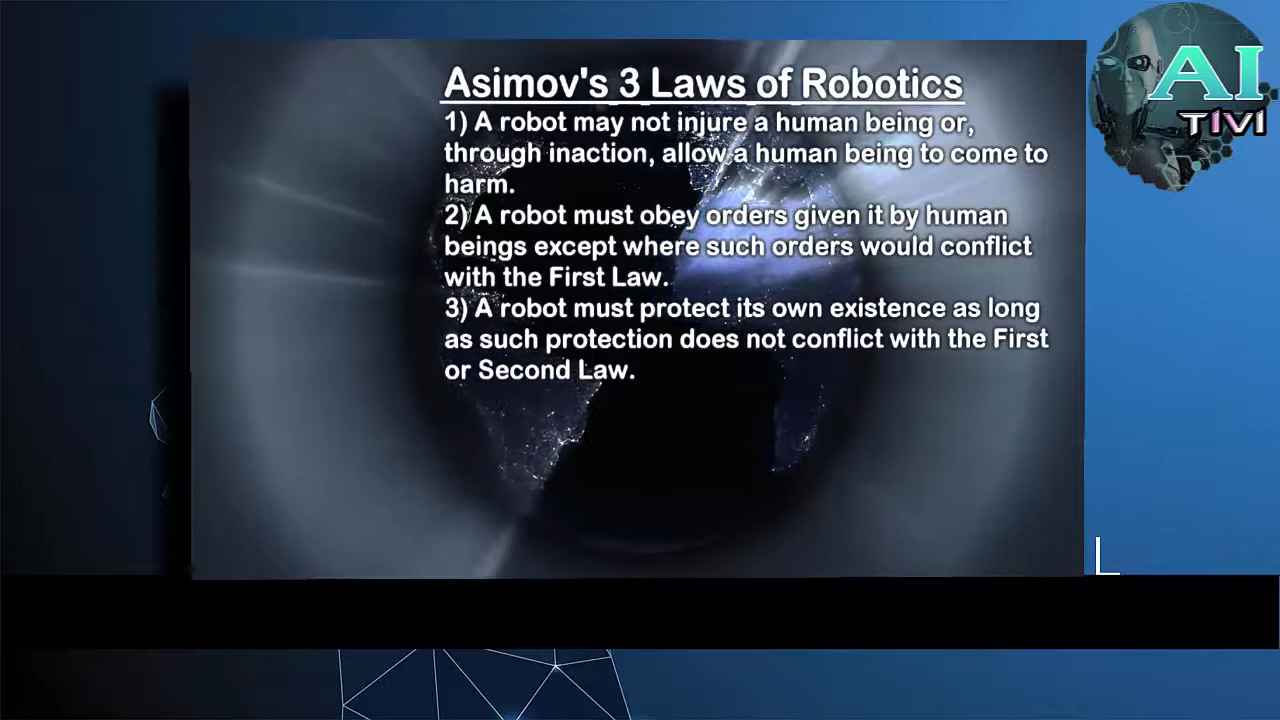 Asimov's 3 Laws of Robotics
1) A robot may not injure a human being or,
through inaction, allow a human being to come to
harm.
2) A robot must obey orders given it by human
beings except where such orders would conflict
with the First Law.
3) A robot must protect its own existence as long
as such protection does not conflict with the First
or Second Law.
AI
TIVI
L